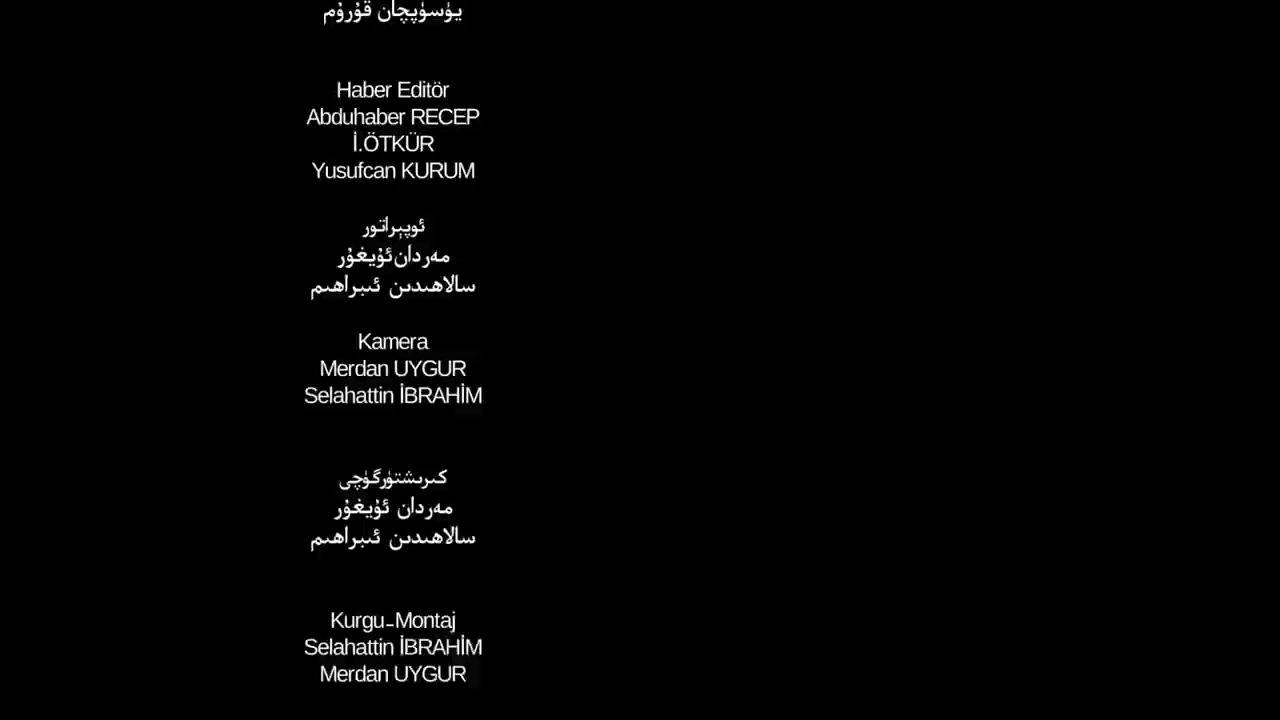 يۈسۈپچان قۇرۇم
Haber Editör
Abduhaber RECEP
İ.ÖTKÜR
Yusufcan KURUM
ئوپېراتور
مەردان ئۇيغۇر
سالاھىدىن ئىبراھىم
Kamera
Merdan UYGUR
Selahattin İBRAHİM
كىرىشتۈرگۈچى
مەردان ئۇيغۇر
سالاھىدىن ئىبراھىم
Kurgu-Montaj
Selahattin İBRAHİM
Merdan UYGUR